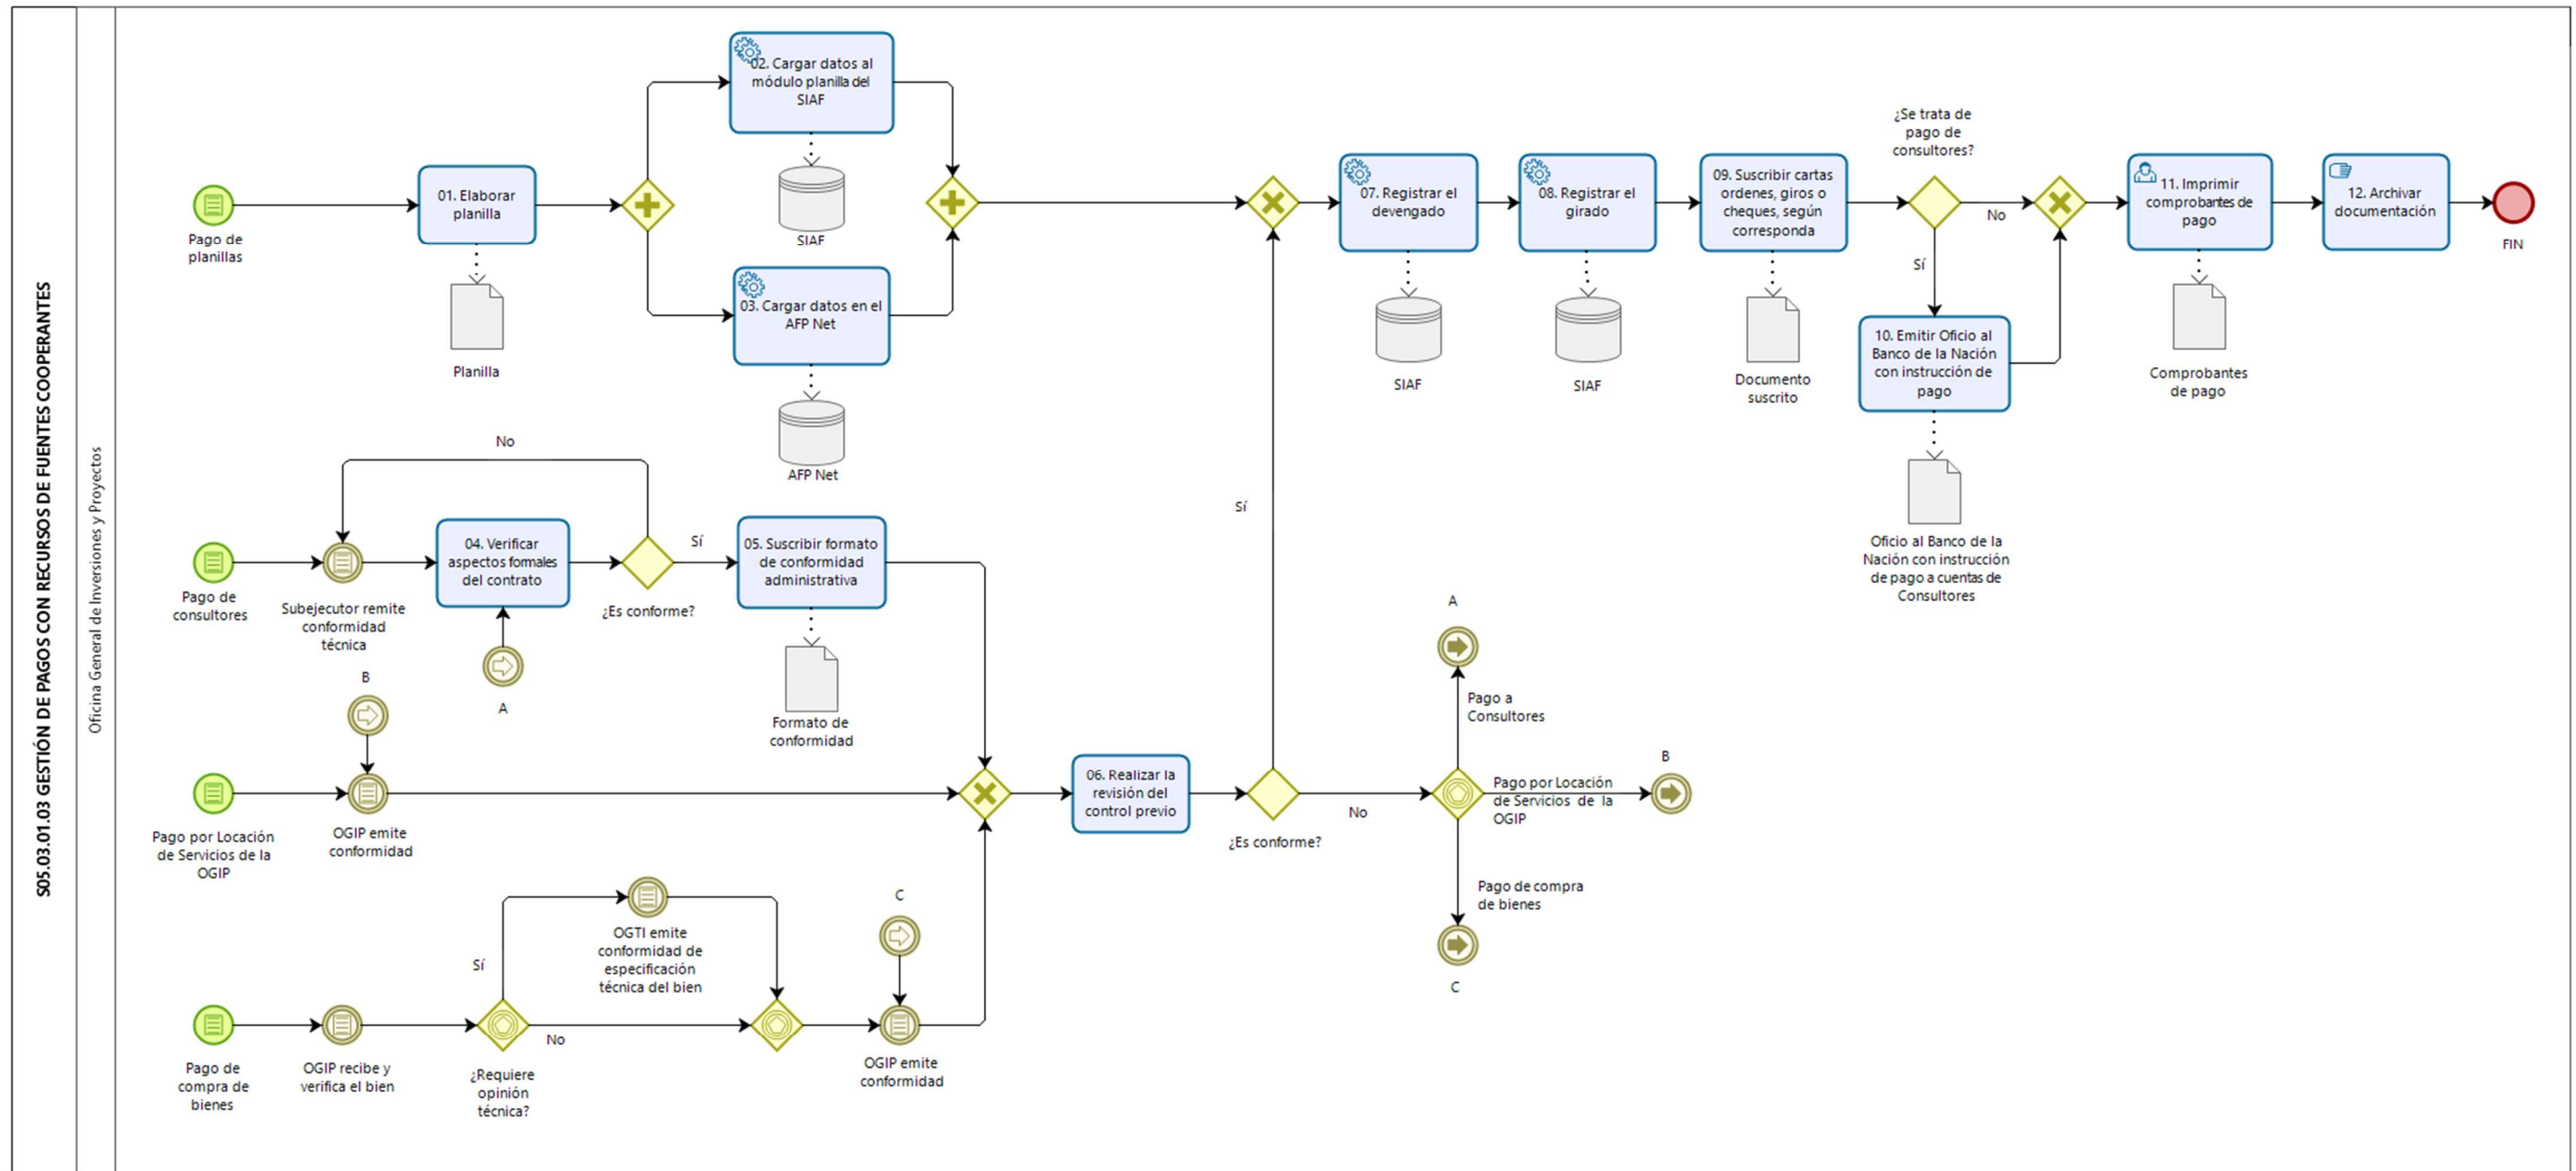 S05.03.01.03 GESTIÓN DE PAGOS CON RECURSOS DE FUENTES COOPERANTES
Oficina General de Inversiones y Proyectos
Pago de
planillas
01. Elaborar
planilla
Planilla
02. Cargar datos al
módulo planilla del
SIAF
SIAF
03. Cargar datos en el
AFP Net
AFP Net
07. Registrar el
devengado
SIAF
08. Registrar el
girado
SIAF
09. Suscribir cartas
ordenes, giros o
cheques, según
corresponda
Documento
suscrito
¿Se trata de
pago de
consultores?
No
Sí
10. Emitir Oficio al
Banco de la Nación
con instrucción de
pago
Oficio al Banco de la
Nación con instrucción
de pago a cuentas de
Consultores
11. Imprimir
comprobantes de
pago
Comprobantes
de pago
12. Archivar
documentación
FIN
No
Pago de
consultores
Subejecutor remite
conformidad
técnica
04. Verificar
aspectos formales
del contrato
A
¿Es conforme?
Sí
05. Suscribir formato
de conformidad
administrativa
Formato de
conformidad
B
Pago por Locación
de Servicios de la
OGIP
OGIP emite
conformidad
06. Realizar la
revisión del
control previo
¿Es conforme?
Sí
No
A
Pago a
Consultores
B
Pago por Locación
de Servicios de la
OGIP
Pago de compra
de bienes
C
Pago de
compra de
bienes
OGIP recibe y
verifica el bien
¿Requiere
opinión
técnica?
Sí
No
OGTI emite
conformidad de
especificación
técnica del bien
C
OGIP emite
conformidad